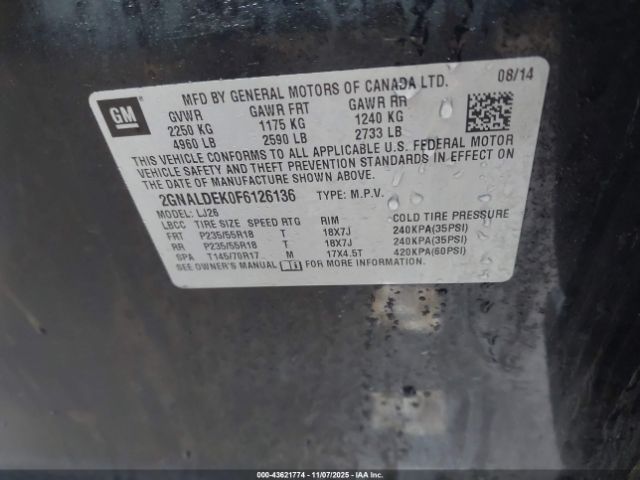 GM
MFD BY GENERAL MOTORS OF CANADA LTD. 08/14
GVWR GAWR FRT GAWR RR
2250 KG 1175 KG 1240 KG
4960 LB 2590 LB 2733 LB
THIS VEHICLE CONFORMS TO ALL APPLICABLE U.S. FEDERAL MOTOR
VEHICLE SAFETY AND THEFT PREVENTION STANDARDS IN EFFECT
ON THE DATE OF MANUFACTURE SHOWN ABOVE.
2GNALDEK0F6126136 TYPE: M.P.V.
MODEL: LJ26
LBCC TIRE SIZE SPEED RTG RIM COLD TIRE PRESSURE
FRT P235/55R18 T 18X7J 240KPA(35PSI)
RR P235/55R18 T 18X7J 240KPA(35PSI)
SPA T145/70R17 M 17X4.5T 420KPA(60PSI)
SEE OWNER'S MANUAL FOR MORE INFORMATION.
000-43621774 - 11/07/2025 - IAAI.CA